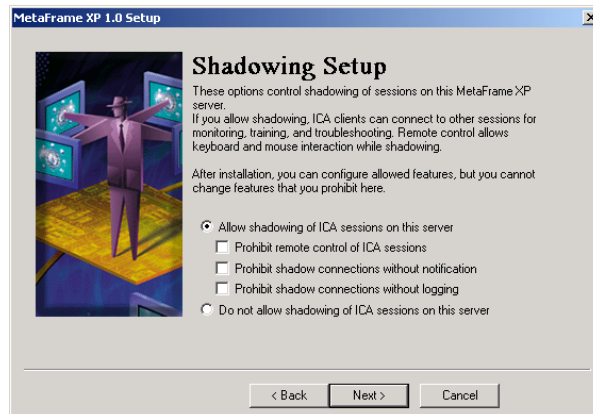 MetaFrame XP 1.0 Setup
Shadowing Setup
These options control shadowing of sessions on this MetaFrame XP
server.
If you allow shadowing, ICA clients can connect to other sessions for
monitoring, training, and troubleshooting. Remote control allows
keyboard and mouse interaction while shadowing.
After installation, you can configure allowed features, but you cannot
change features that you prohibit here.
Allow shadowing of ICA sessions on this server
Prohibit remote control of ICA sessions
Prohibit shadow connections without notification
Prohibit shadow connections without logging
Do not allow shadowing of ICA sessions on this server
< Back
Next >
Cancel